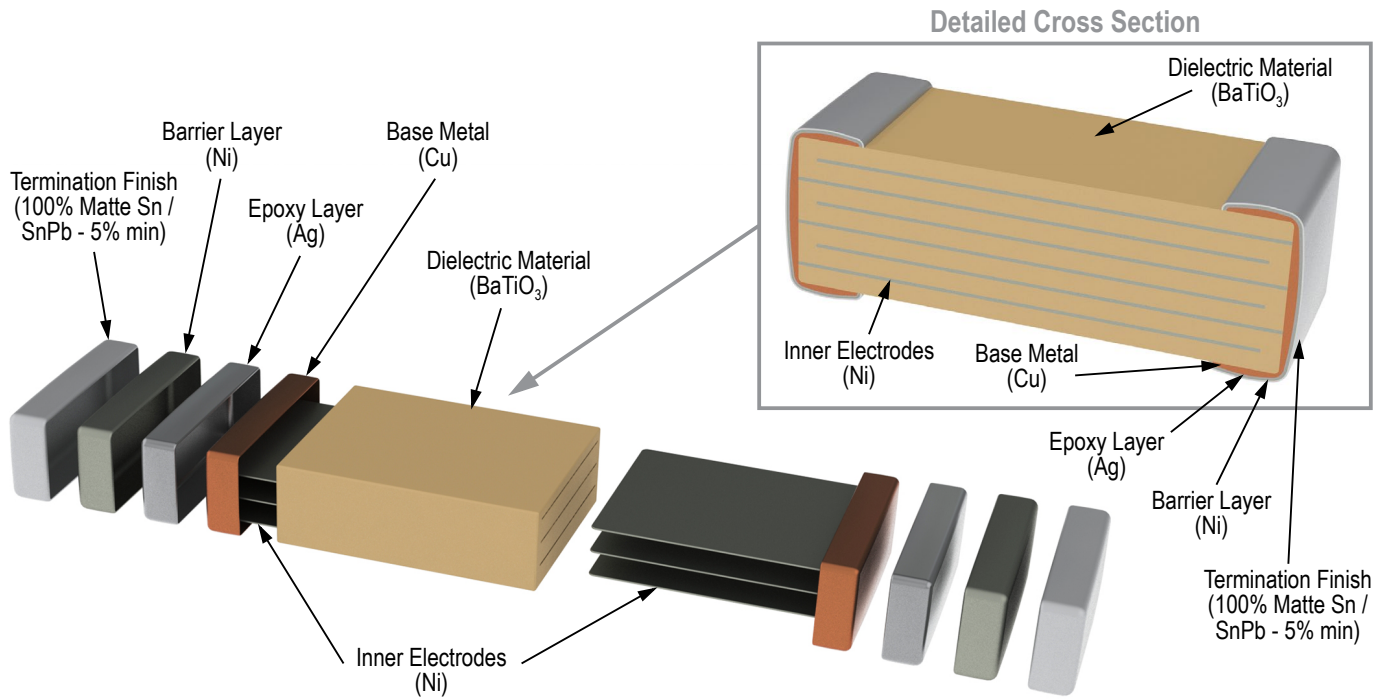 Detailed Cross Section
Dielectric Material
(BaTiO₃)
Barrier Layer
(Ni)
Base Metal
(Cu)
Termination Finish
(100% Matte Sn /
SnPb - 5% min)
Epoxy Layer
(Ag)
Dielectric Material
(BaTiO₃)
Inner Electrodes
(Ni)
Base Metal
(Cu)
Epoxy Layer
(Ag)
Barrier Layer
(Ni)
Termination Finish
(100% Matte Sn /
SnPb - 5% min)
Inner Electrodes
(Ni)